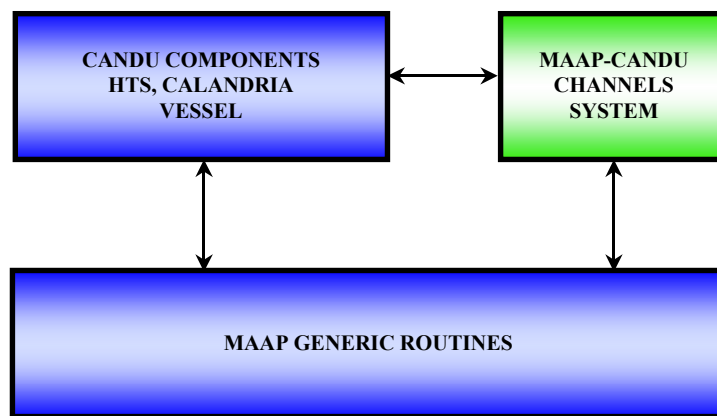 CANDU COMPONENTS
HTS, CALANDRIA
VESSEL
MAAP-CANDU
CHANNELS
SYSTEM
MAAP GENERIC ROUTINES